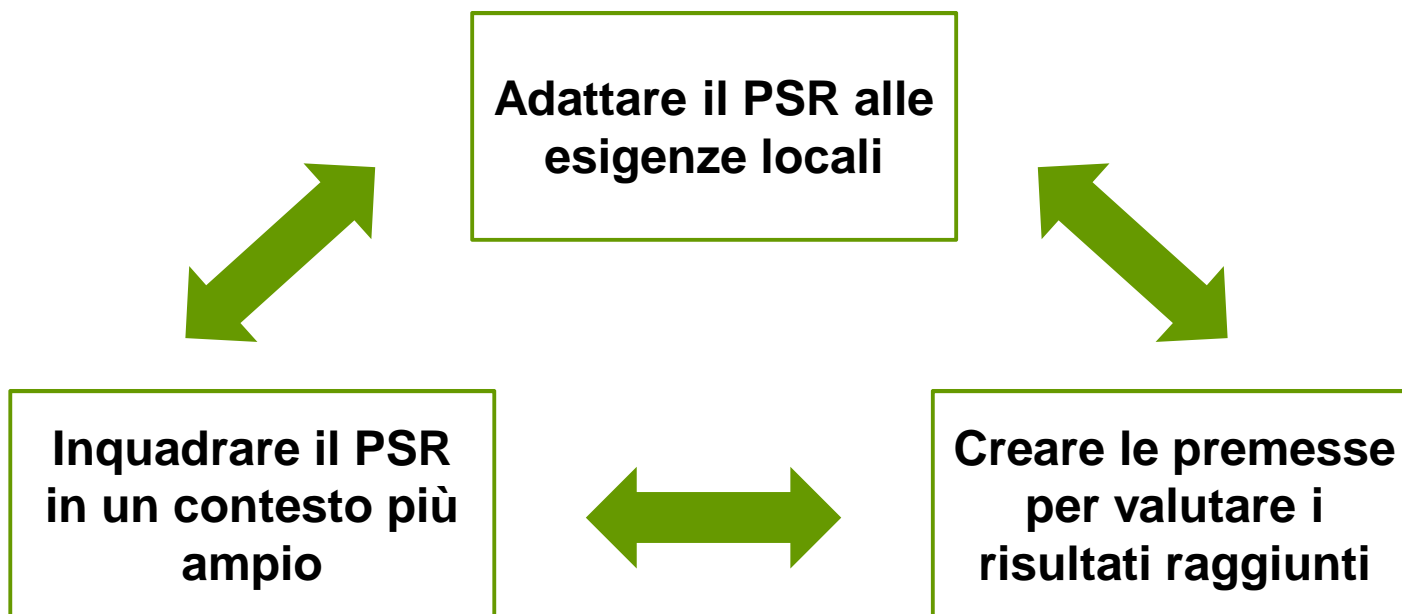 Adattare il PSR alle
esigenze locali
Inquadrare il PSR
in un contesto più
ampio
Creare le premesse
per valutare i
risultati raggiunti